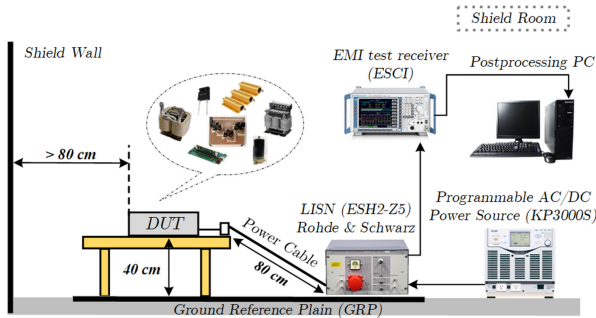 Shield Room
Shield Wall
EMI test receiver
(ESCI)
Postprocessing PC
> 80 cm
DUT
Power Cable
80 cm
40 cm
LISN (ESH2-Z5)
Rohde & Schwarz
Programmable AC/DC
Power Source (KP3000S)
Ground Reference Plain (GRP)